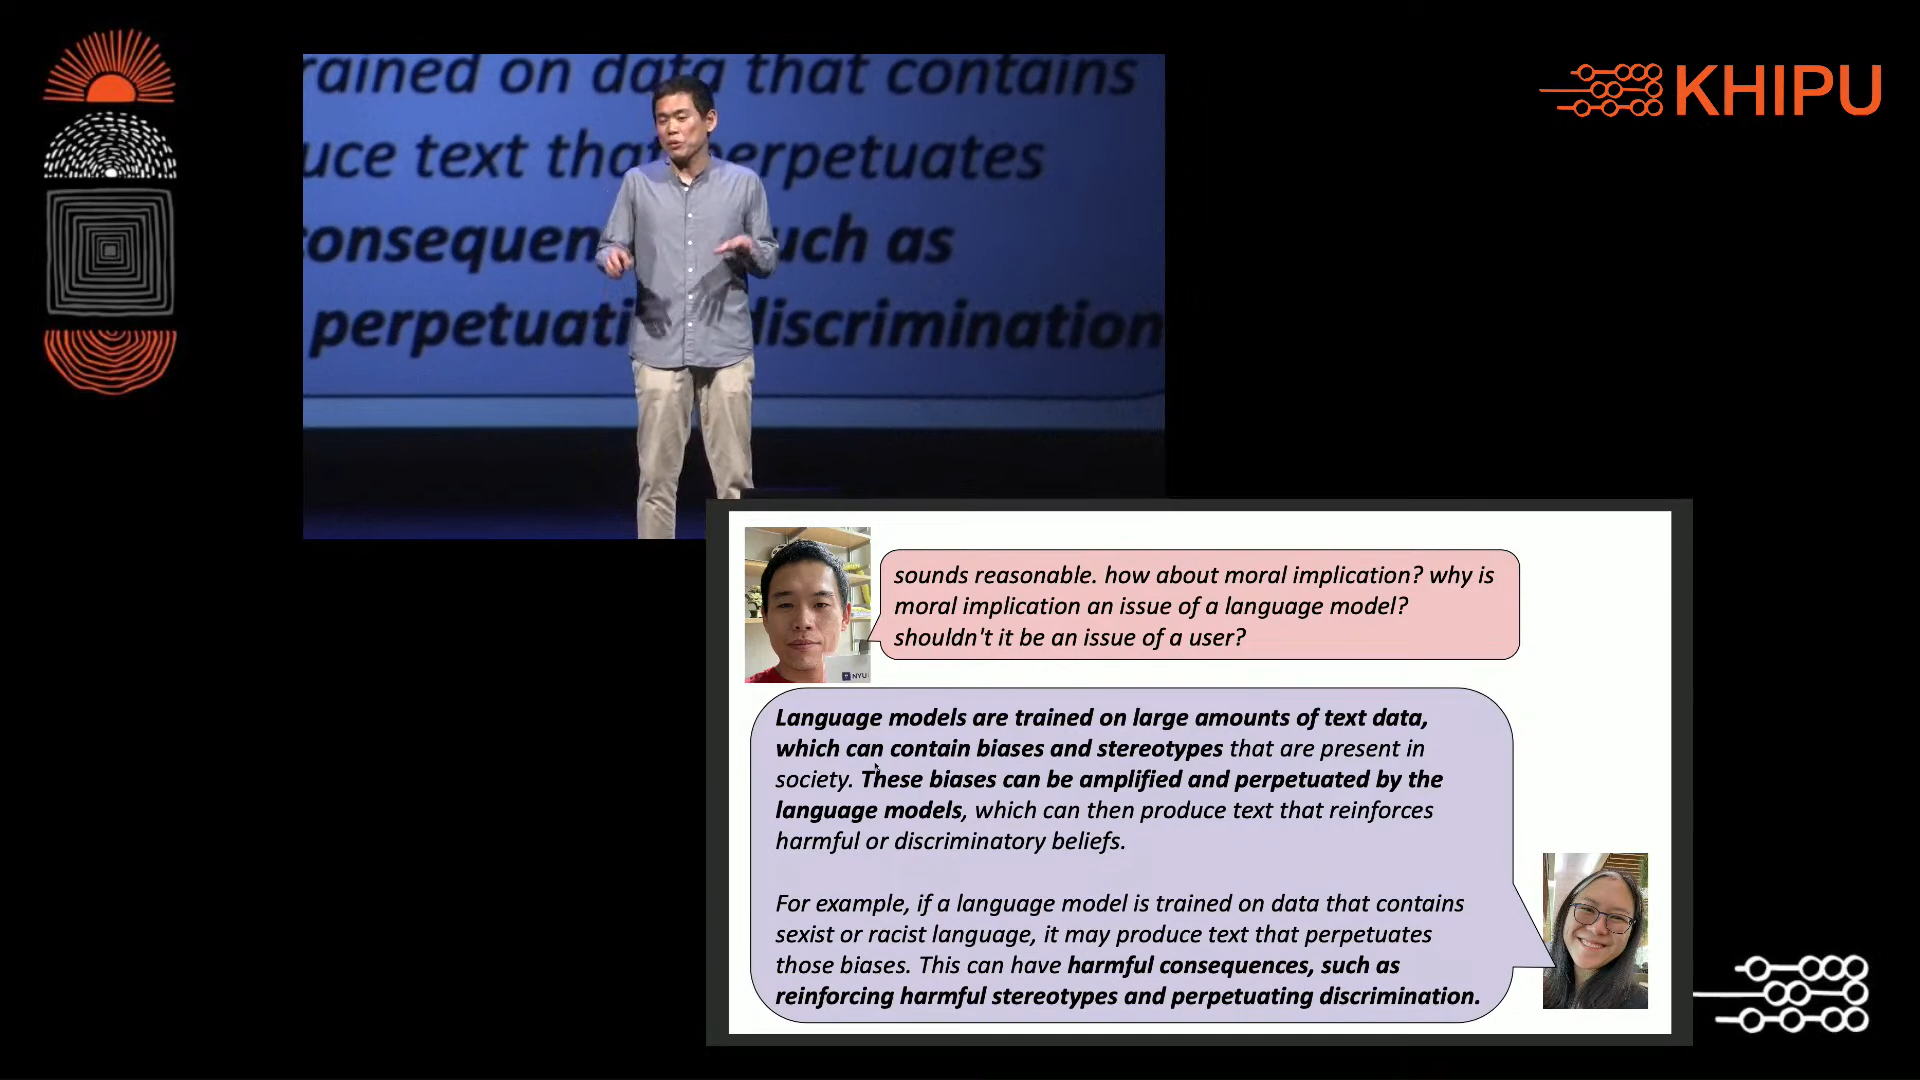 rained on data that contains
uce text that perpetuates
onsequen uch as
perpetuati discrimination
KHIPU
sounds reasonable. how about moral implication? why is
moral implication an issue of a language model?
shouldn't it be an issue of a user?
NYU
Language models are trained on large amounts of text data,
which can contain biases and stereotypes that are present in
society. These biases can be amplified and perpetuated by the
language models, which can then produce text that reinforces
harmful or discriminatory beliefs.
For example, if a language model is trained on data that contains
sexist or racist language, it may produce text that perpetuates
those biases. This can have harmful consequences, such as
reinforcing harmful stereotypes and perpetuating discrimination.